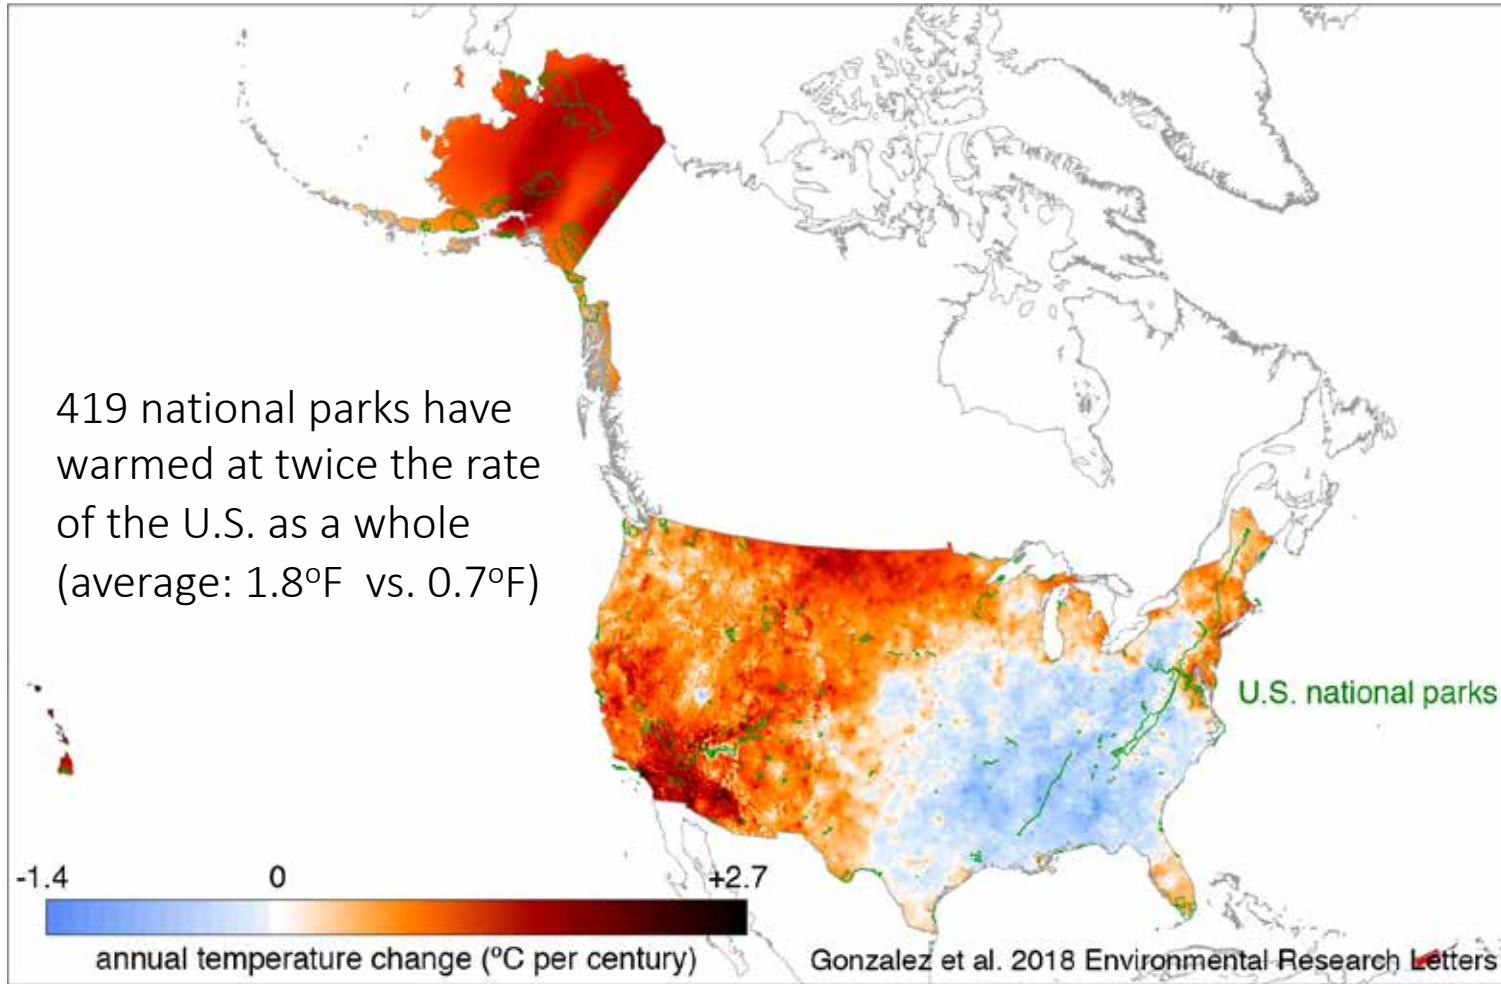 419 national parks have
warmed at twice the rate
of the U.S. as a whole
(average: 1.8ºF  vs. 0.7ºF)
U.S. national parks
-1.4 0 +2.7
annual temperature change (ºC per century)
Gonzalez et al. 2018 Environmental Research Letters